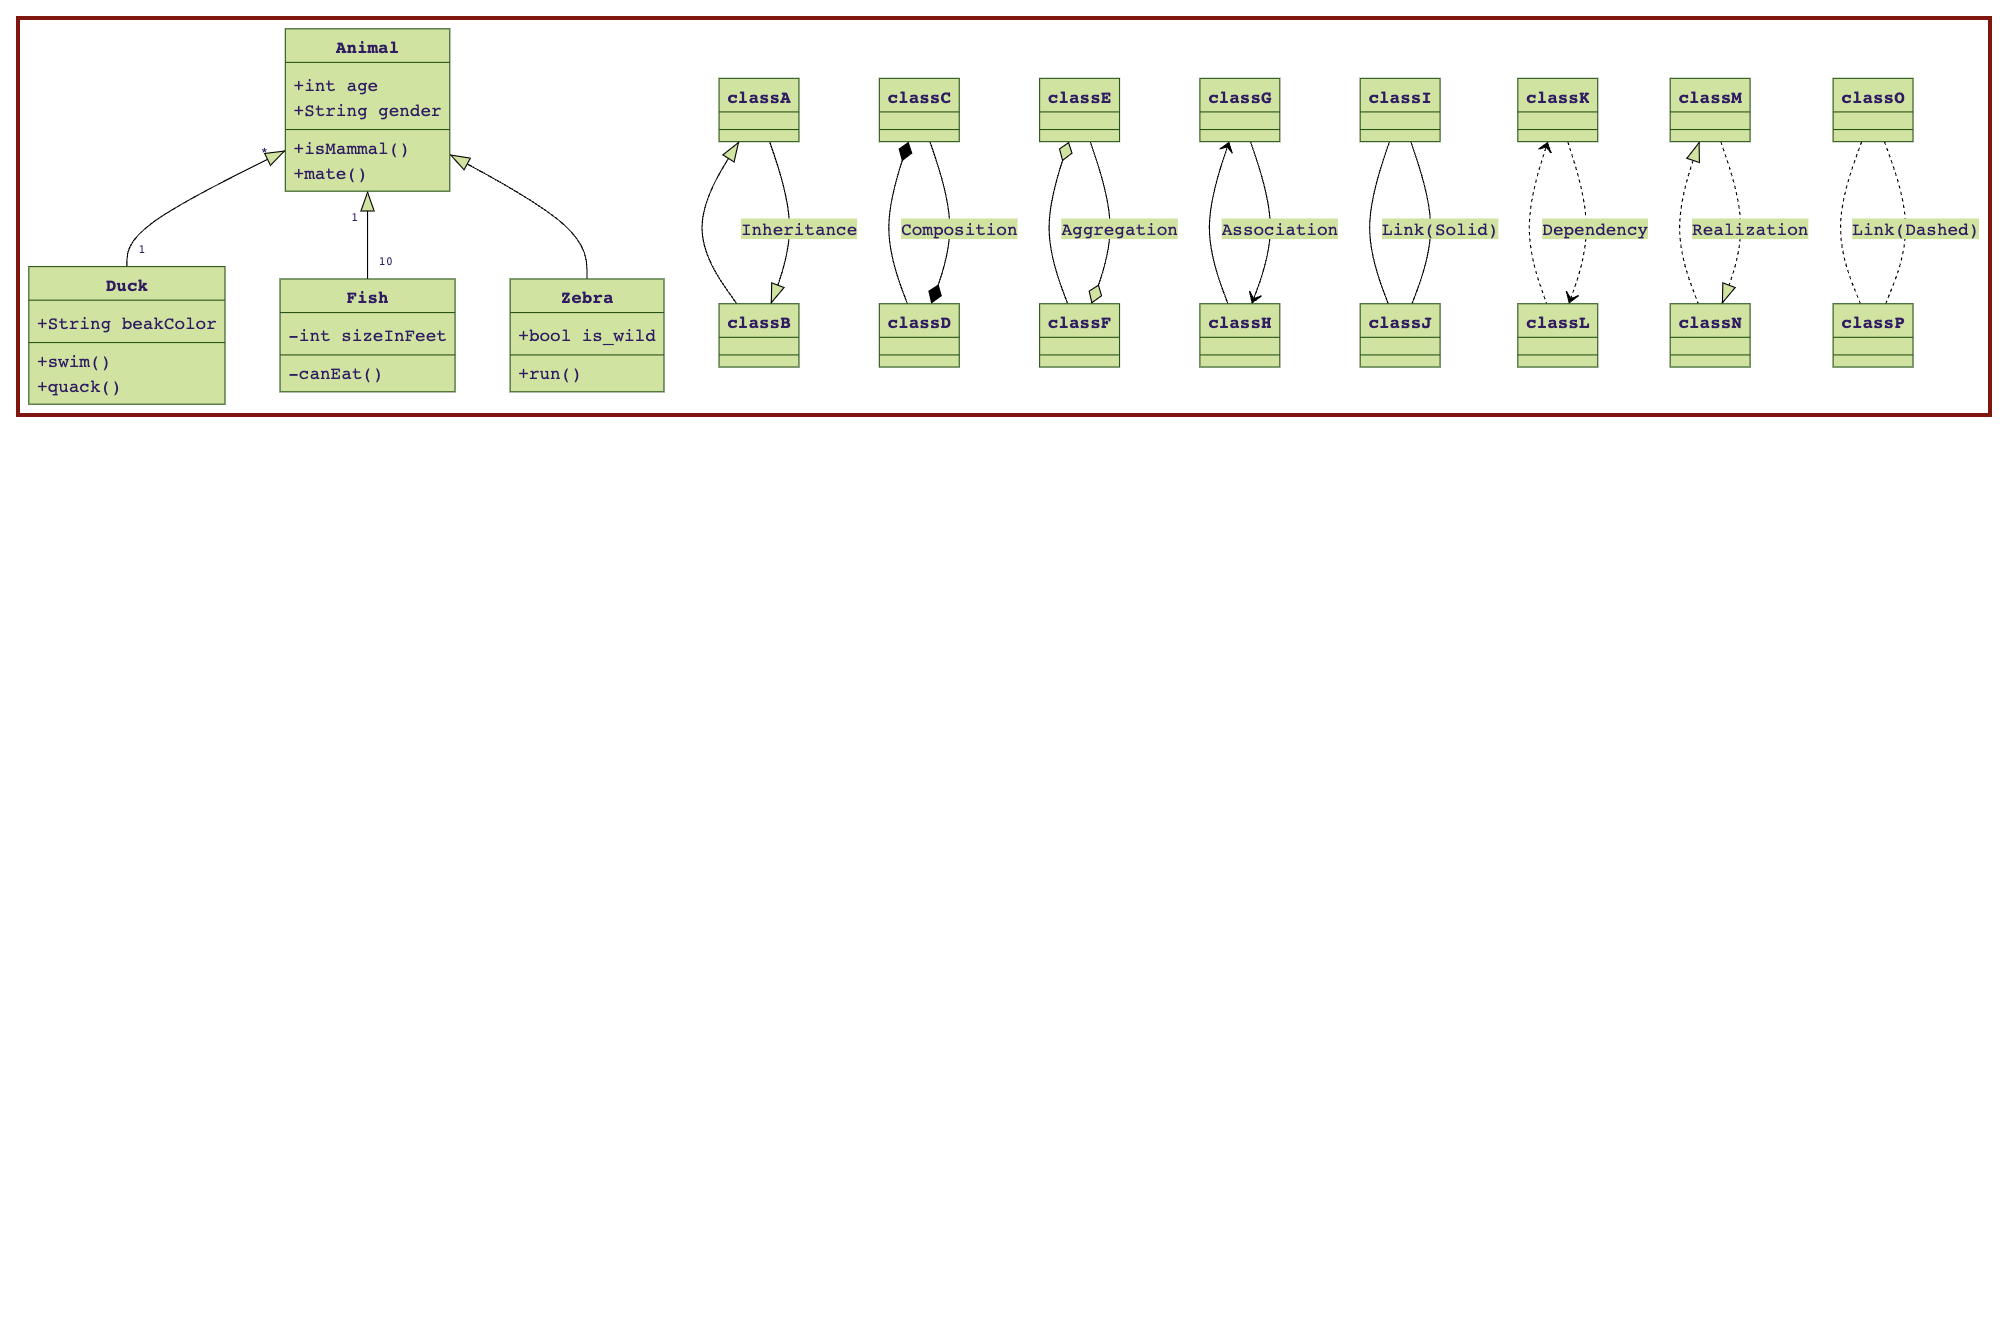 Animal
+int age
+String gender
+isMammal()
+mate()
*
1
1
10
Duck
+String beakColor
+swim()
+quack()
Fish
-int sizeInFeet
-canEat()
Zebra
+bool is_wild
+run()
classA
Inheritance
classB
classC
Composition
classD
classE
Aggregation
classF
classG
Association
classH
classI
Link(Solid)
classJ
classK
Dependency
classL
classM
Realization
classN
classO
Link(Dashed)
classP